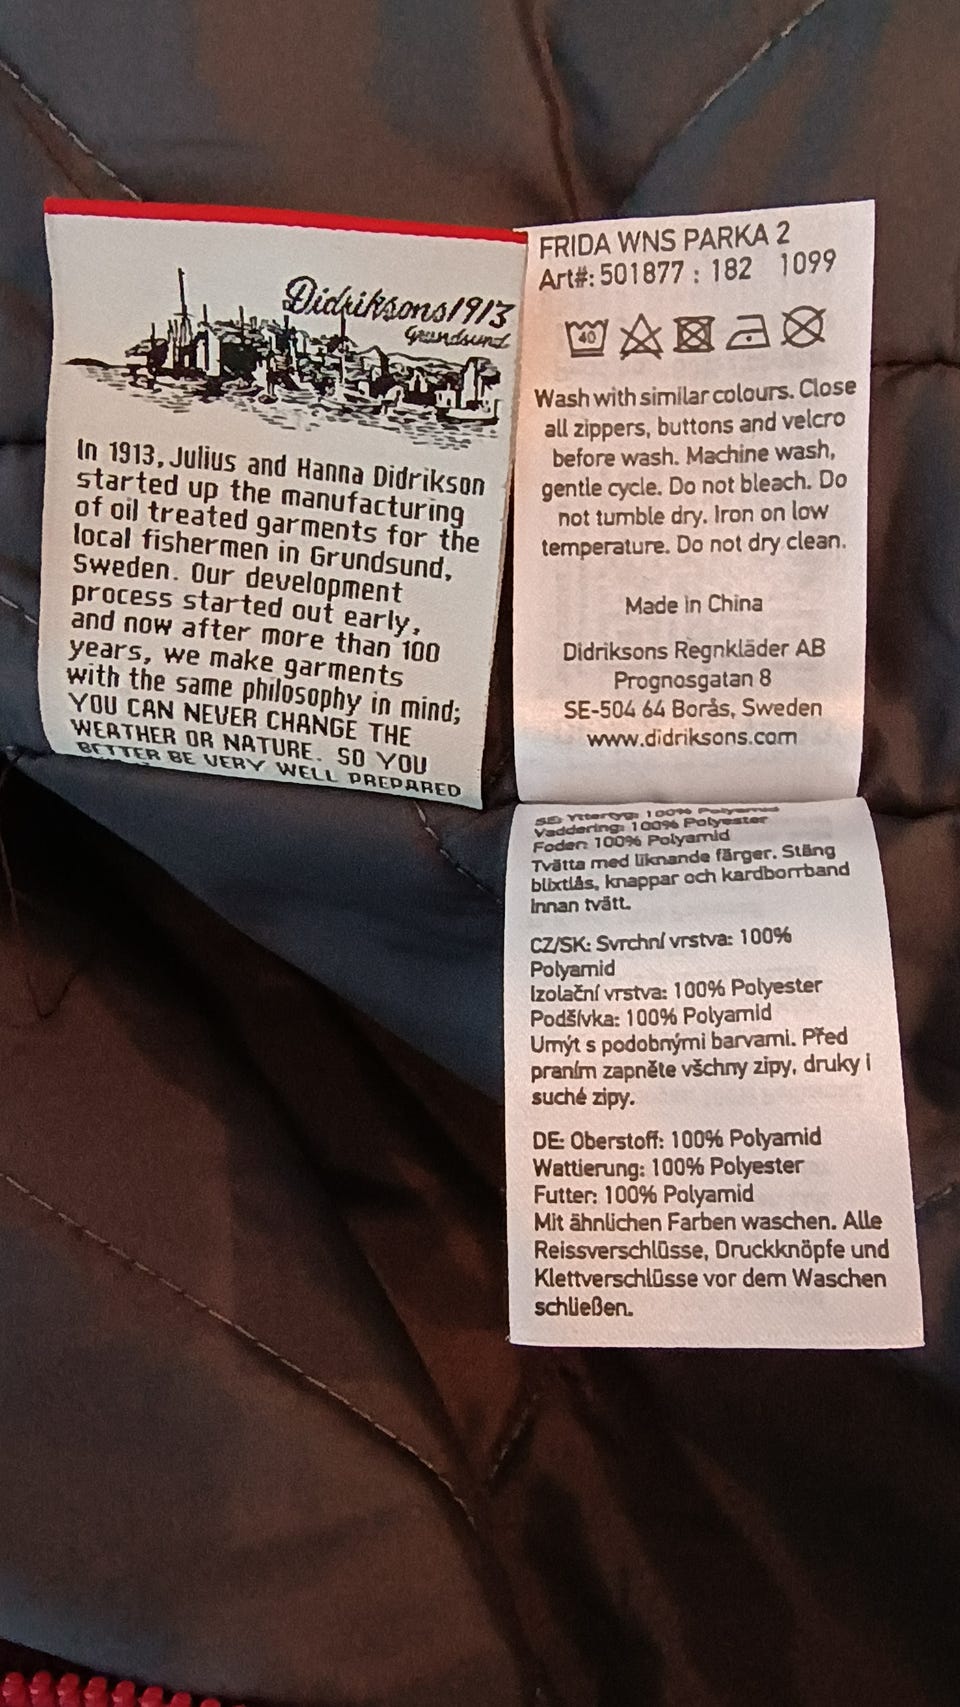 Didriksons1913
Grundsund
In 1913, Julius and Hanna Didrikson
started up the manufacturing
of oil treated garments for the
local fishermen in Grundsund,
Sweden. Our development
process started out early,
and now after more than 100
years, we make garments
with the same philosophy in mind;
YOU CAN NEVER CHANGE THE
WEATHER OR NATURE. SO YOU
BETTER BE VERY WELL PREPARED
FRIDA WNS PARKA 2
Art#: 501877 : 182 1099
40
Wash with similar colours. Close
all zippers, buttons and velcro
before wash. Machine wash,
gentle cycle. Do not bleach. Do
not tumble dry. Iron on low
temperature. Do not dry clean.
Made in China
Didriksons Regnkläder AB
Prognosgatan 8
SE-504 64 Borås, Sweden
www.didriksons.com
SE: Yttertyg: 100% Polyamid
Vaddering: 100% Polyester
Foder: 100% Polyamid
Tvätta med liknande färger. Stäng
blixtlås, knappar och kardborrband
innan tvätt.
CZ/SK: Svrchní vrstva: 100%
Polyamid
Izolační vrstva: 100% Polyester
Podšívka: 100% Polyamid
Umýt s podobnými barvami. Před
praním zapněte všchny zipy, druky i
suché zipy.
DE: Oberstoff: 100% Polyamid
Wattierung: 100% Polyester
Futter: 100% Polyamid
Mit ähnlichen Farben waschen. Alle
Reissverschlüsse, Druckknöpfe und
Klettverschlüsse vor dem Waschen
schließen.